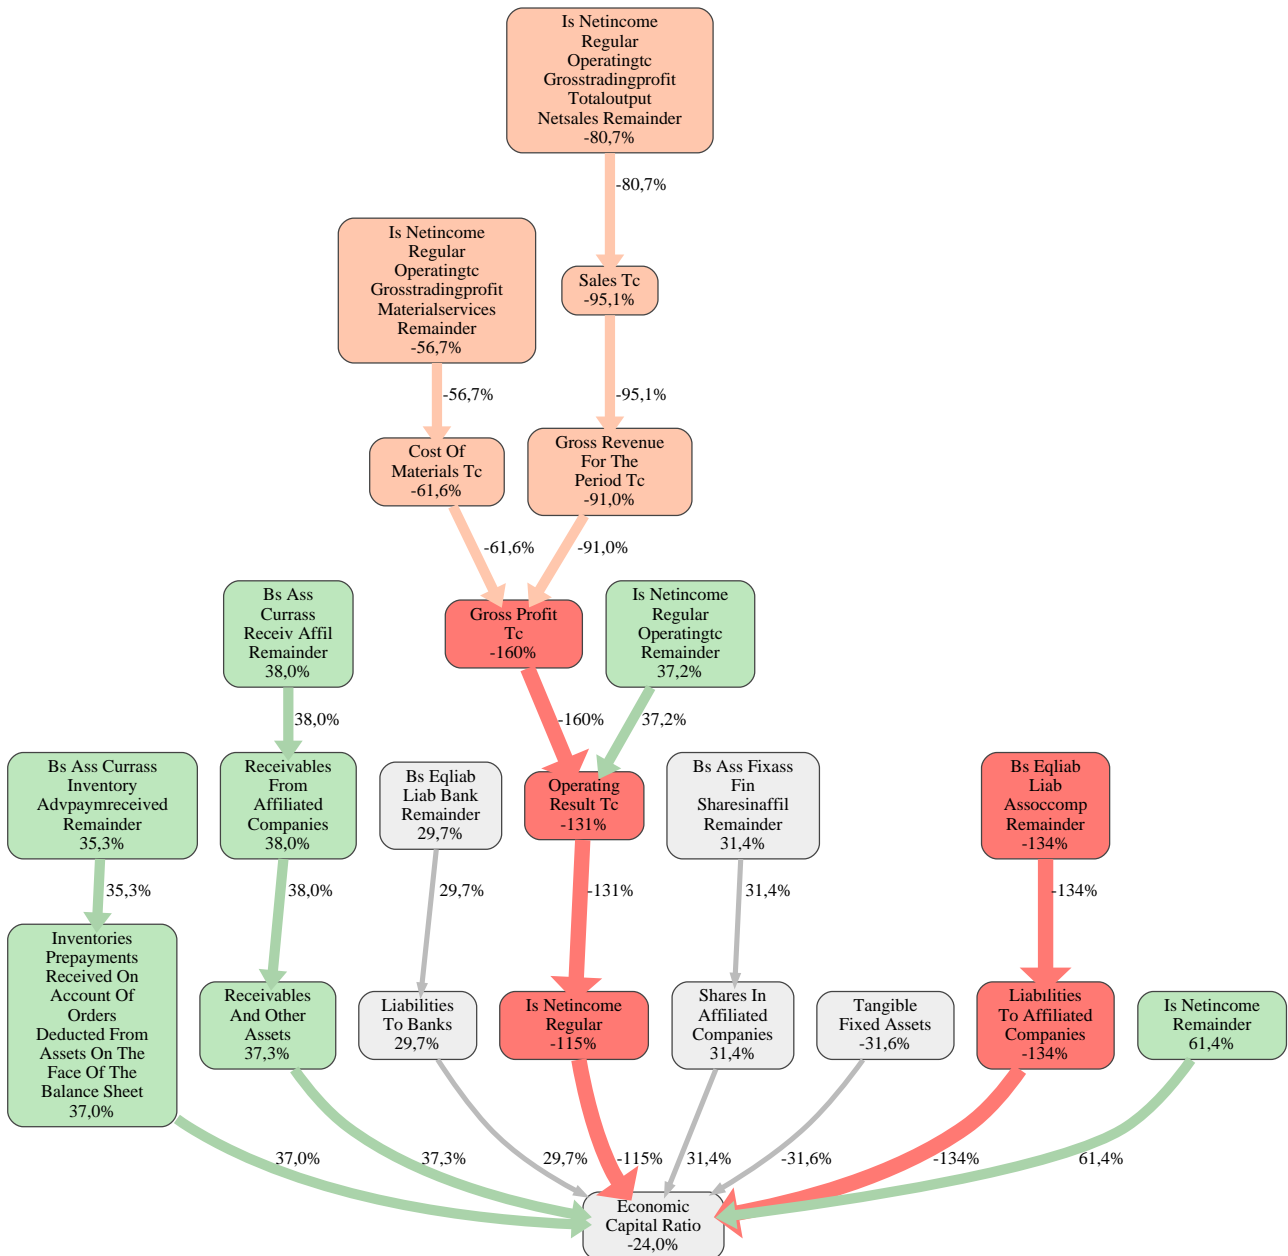 Is Netincome
Regular
Operatingtc
Grosstradingprofit
Totaloutput
Netsales Remainder
-80,7%
-80,7%
Is Netincome
Regular
Operatingtc
Grosstradingprofit
Materialservices
Remainder
-56,7%
Sales Tc
-95,1%
-56,7%
-95,1%
Cost Of
Materials Tc
-61,6%
Gross Revenue
For The
Period Tc
-91,0%
-61,6%
-91,0%
Bs Ass
Currass
Receiv Affil
Remainder
38,0%
Gross Profit
Tc
-160%
Is Netincome
Regular
Operatingtc
Remainder
37,2%
38,0%
-160%
37,2%
Bs Ass Currass
Inventory
Advpaymreceived
Remainder
35,3%
Receivables
From
Affiliated
Companies
38,0%
Bs Eqliab
Liab Bank
Remainder
29,7%
Operating
Result Tc
-131%
Bs Ass Fixass
Fin
Sharesinaffil
Remainder
31,4%
Bs Eqliab
Liab
Assoccomp
Remainder
-134%
35,3%
38,0%
29,7%
-131%
31,4%
-134%
Inventories
Prepayments
Received On
Account Of
Orders
Deducted From
Assets On The
Face Of The
Balance Sheet
37,0%
Receivables
And Other
Assets
37,3%
Liabilities
To Banks
29,7%
Is Netincome
Regular
-115%
Shares In
Affiliated
Companies
31,4%
Tangible
Fixed Assets
-31,6%
Liabilities
To Affiliated
Companies
-134%
Is Netincome
Remainder
61,4%
37,0%
37,3%
29,7%
-115%
31,4%
-31,6%
-134%
61,4%
Economic
Capital Ratio
-24,0%